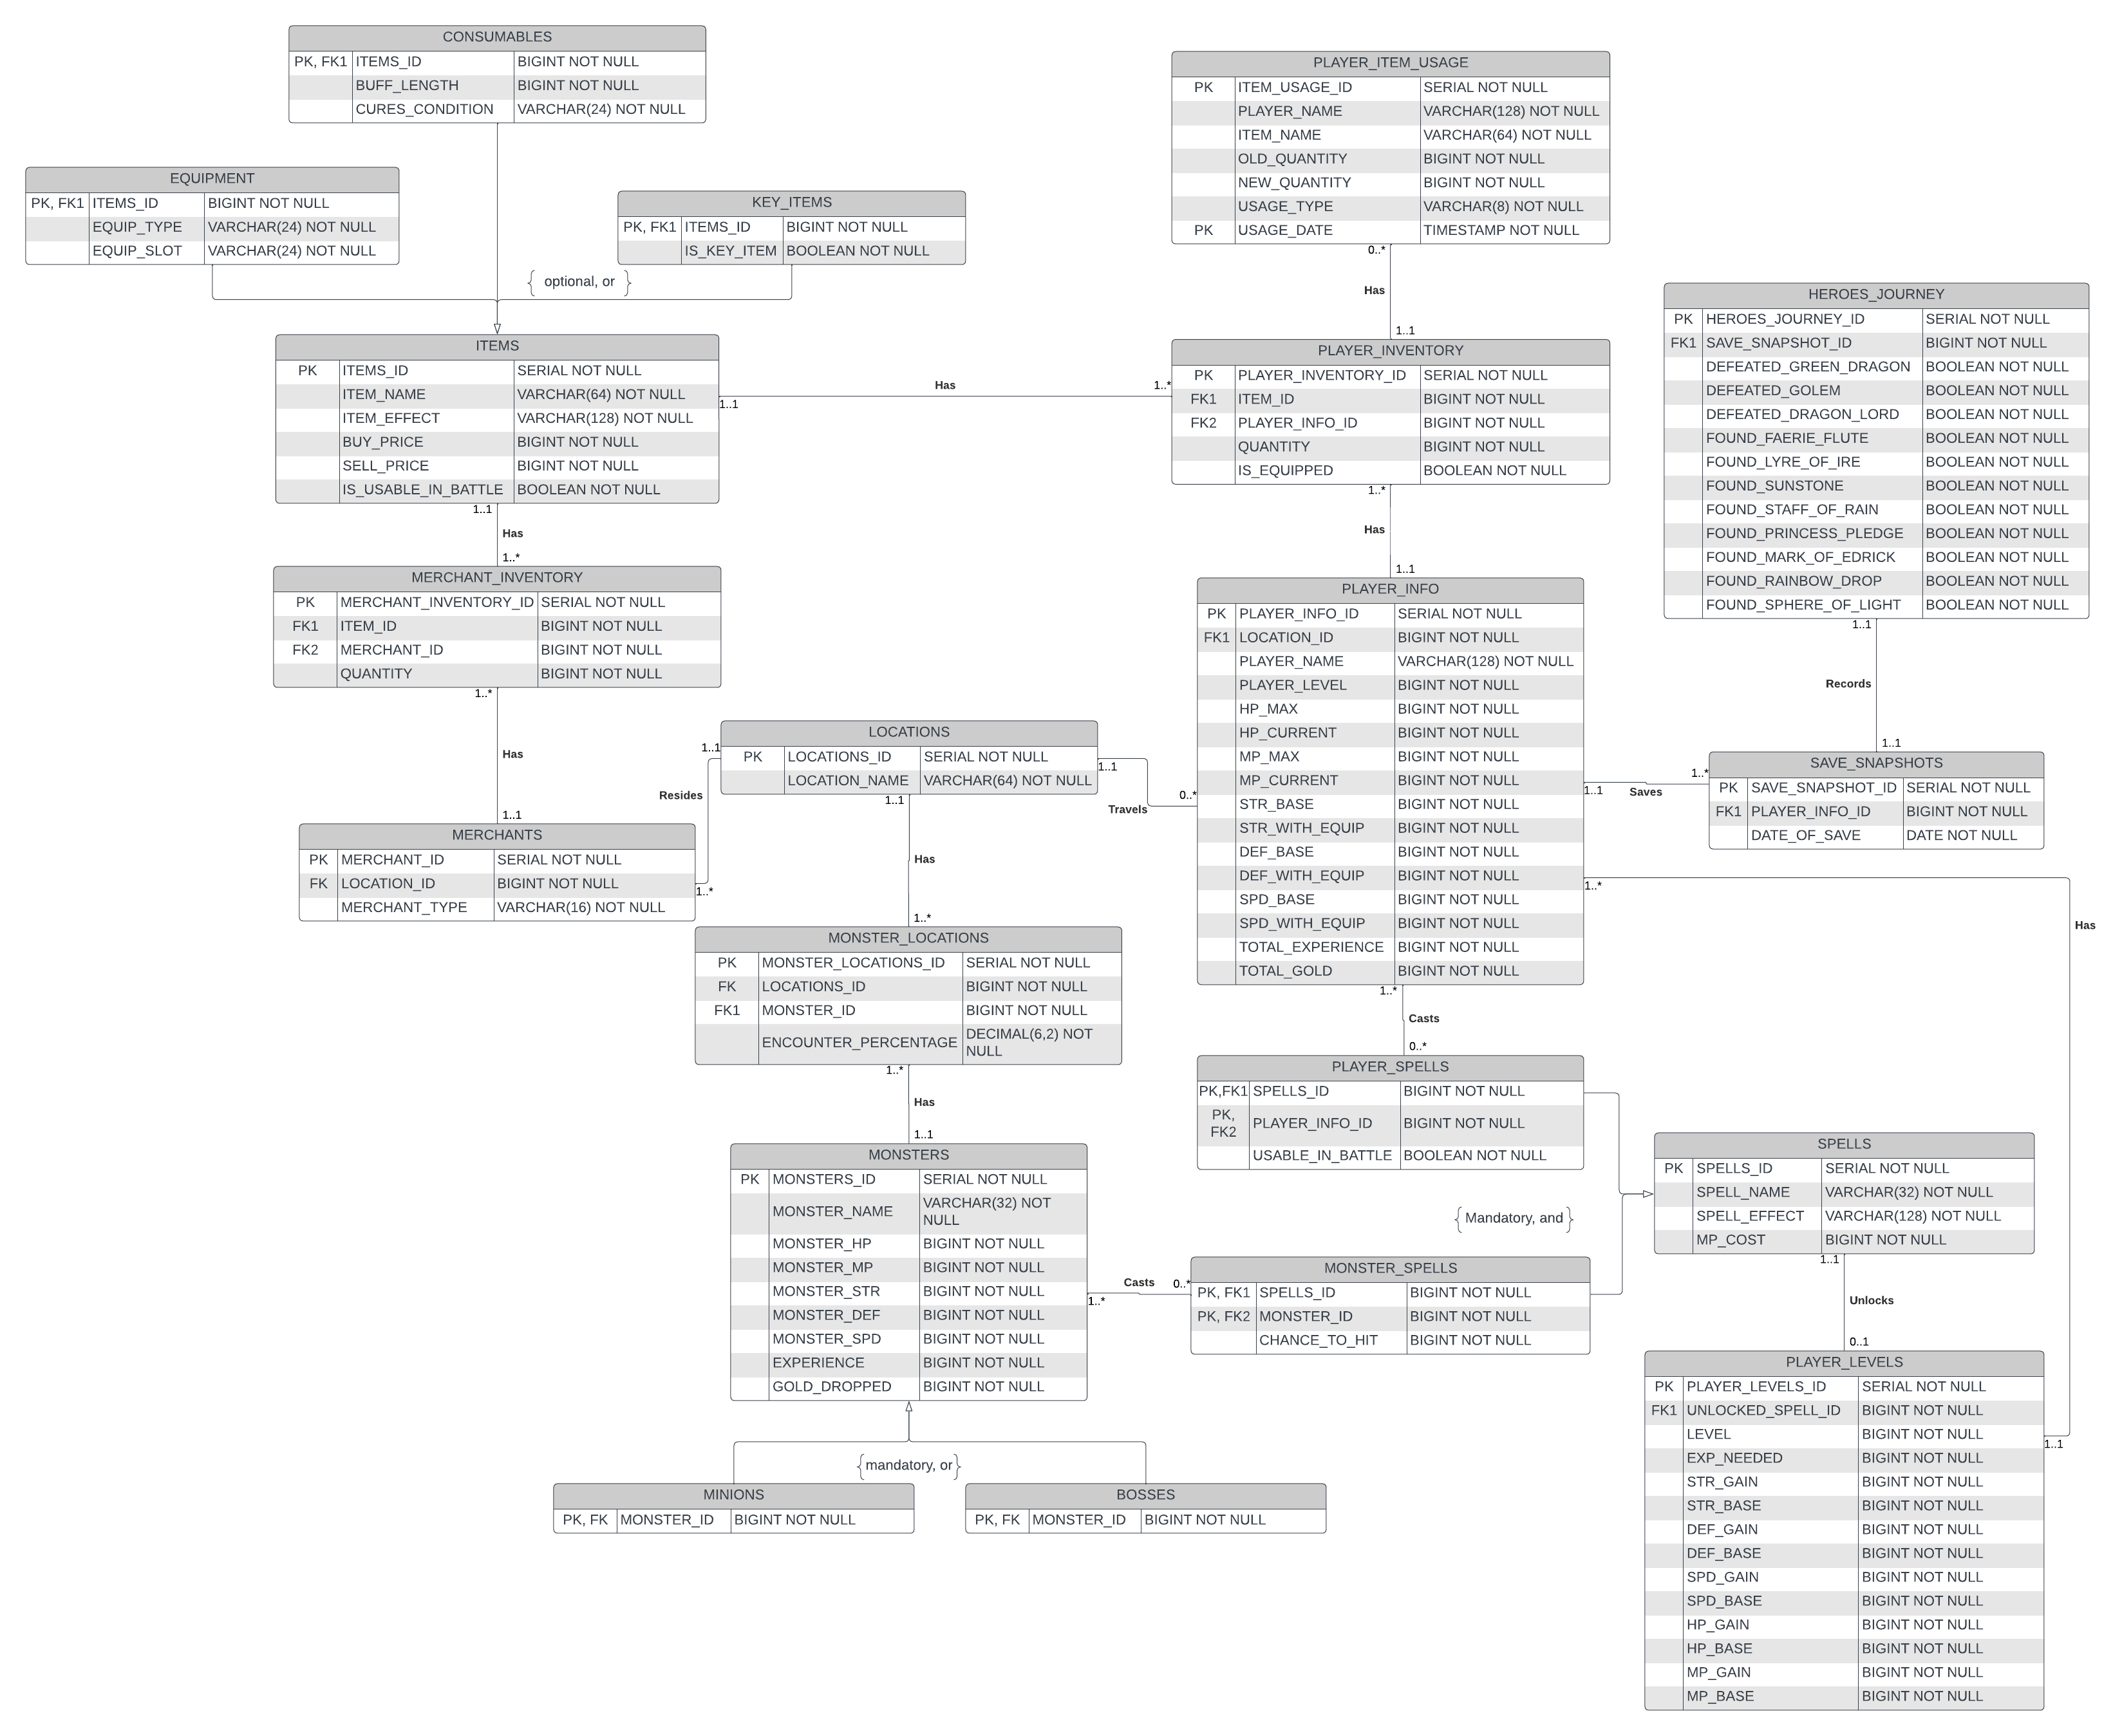 CONSUMABLES
PK, FK1 ITEMS_ID BIGINT NOT NULL
BUFF_LENGTH BIGINT NOT NULL
CURES_CONDITION VARCHAR(24) NOT NULL
EQUIPMENT
PK, FK1 ITEMS_ID BIGINT NOT NULL
EQUIP_TYPE VARCHAR(24) NOT NULL
EQUIP_SLOT VARCHAR(24) NOT NULL
KEY_ITEMS
PK, FK1 ITEMS_ID BIGINT NOT NULL
IS_KEY_ITEM BOOLEAN NOT NULL
{ optional, or }
ITEMS
PK ITEMS_ID SERIAL NOT NULL
ITEM_NAME VARCHAR(64) NOT NULL
ITEM_EFFECT VARCHAR(128) NOT NULL
BUY_PRICE BIGINT NOT NULL
SELL_PRICE BIGINT NOT NULL
IS_USABLE_IN_BATTLE BOOLEAN NOT NULL
1..1
Has
1..*
1..1
Has
1..*
MERCHANT_INVENTORY
PK MERCHANT_INVENTORY_ID SERIAL NOT NULL
FK1 ITEM_ID BIGINT NOT NULL
FK2 MERCHANT_ID BIGINT NOT NULL
QUANTITY BIGINT NOT NULL
1..*
Has
1..1
MERCHANTS
PK MERCHANT_ID SERIAL NOT NULL
FK LOCATION_ID BIGINT NOT NULL
MERCHANT_TYPE VARCHAR(16) NOT NULL
1..1
Resides
1..*
LOCATIONS
PK LOCATIONS_ID SERIAL NOT NULL
LOCATION_NAME VARCHAR(64) NOT NULL
1..1
Travels
0..*
1..1
Has
1..*
MONSTER_LOCATIONS
PK MONSTER_LOCATIONS_ID SERIAL NOT NULL
FK LOCATIONS_ID BIGINT NOT NULL
FK1 MONSTER_ID BIGINT NOT NULL
ENCOUNTER_PERCENTAGE DECIMAL(6,2) NOT
NULL
1..*
Has
1..1
MONSTERS
PK MONSTERS_ID SERIAL NOT NULL
MONSTER_NAME VARCHAR(32) NOT
NULL
MONSTER_HP BIGINT NOT NULL
MONSTER_MP BIGINT NOT NULL
MONSTER_STR BIGINT NOT NULL
MONSTER_DEF BIGINT NOT NULL
MONSTER_SPD BIGINT NOT NULL
EXPERIENCE BIGINT NOT NULL
GOLD_DROPPED BIGINT NOT NULL
{mandatory, or}
MINIONS
PK, FK MONSTER_ID BIGINT NOT NULL
BOSSES
PK, FK MONSTER_ID BIGINT NOT NULL
PLAYER_ITEM_USAGE
PK ITEM_USAGE_ID SERIAL NOT NULL
PLAYER_NAME VARCHAR(128) NOT NULL
ITEM_NAME VARCHAR(64) NOT NULL
OLD_QUANTITY BIGINT NOT NULL
NEW_QUANTITY BIGINT NOT NULL
USAGE_TYPE VARCHAR(8) NOT NULL
PK USAGE_DATE TIMESTAMP NOT NULL
0..*
Has
1..1
PLAYER_INVENTORY
PK PLAYER_INVENTORY_ID SERIAL NOT NULL
FK1 ITEM_ID BIGINT NOT NULL
FK2 PLAYER_INFO_ID BIGINT NOT NULL
QUANTITY BIGINT NOT NULL
IS_EQUIPPED BOOLEAN NOT NULL
1..*
Has
1..1
PLAYER_INFO
PK PLAYER_INFO_ID SERIAL NOT NULL
FK1 LOCATION_ID BIGINT NOT NULL
PLAYER_NAME VARCHAR(128) NOT NULL
PLAYER_LEVEL BIGINT NOT NULL
HP_MAX BIGINT NOT NULL
HP_CURRENT BIGINT NOT NULL
MP_MAX BIGINT NOT NULL
MP_CURRENT BIGINT NOT NULL
STR_BASE BIGINT NOT NULL
STR_WITH_EQUIP BIGINT NOT NULL
DEF_BASE BIGINT NOT NULL
DEF_WITH_EQUIP BIGINT NOT NULL
SPD_BASE BIGINT NOT NULL
SPD_WITH_EQUIP BIGINT NOT NULL
TOTAL_EXPERIENCE BIGINT NOT NULL
TOTAL_GOLD BIGINT NOT NULL
1..1
Saves
1..*
1..*
Has
1..1
1..*
Casts
0..*
HEROES_JOURNEY
PK HEROES_JOURNEY_ID SERIAL NOT NULL
FK1 SAVE_SNAPSHOT_ID BIGINT NOT NULL
DEFEATED_GREEN_DRAGON BOOLEAN NOT NULL
DEFEATED_GOLEM BOOLEAN NOT NULL
DEFEATED_DRAGON_LORD BOOLEAN NOT NULL
FOUND_FAERIE_FLUTE BOOLEAN NOT NULL
FOUND_LYRE_OF_IRE BOOLEAN NOT NULL
FOUND_SUNSTONE BOOLEAN NOT NULL
FOUND_STAFF_OF_RAIN BOOLEAN NOT NULL
FOUND_PRINCESS_PLEDGE BOOLEAN NOT NULL
FOUND_MARK_OF_EDRICK BOOLEAN NOT NULL
FOUND_RAINBOW_DROP BOOLEAN NOT NULL
FOUND_SPHERE_OF_LIGHT BOOLEAN NOT NULL
1..1
Records
1..1
SAVE_SNAPSHOTS
PK SAVE_SNAPSHOT_ID SERIAL NOT NULL
FK1 PLAYER_INFO_ID BIGINT NOT NULL
DATE_OF_SAVE DATE NOT NULL
PLAYER_SPELLS
PK,FK1 SPELLS_ID BIGINT NOT NULL
PK,
FK2 PLAYER_INFO_ID BIGINT NOT NULL
USABLE_IN_BATTLE BOOLEAN NOT NULL
{Mandatory, and}
MONSTER_SPELLS
PK, FK1 SPELLS_ID BIGINT NOT NULL
PK, FK2 MONSTER_ID BIGINT NOT NULL
CHANCE_TO_HIT BIGINT NOT NULL
1..*
Casts
0..*
SPELLS
PK SPELLS_ID SERIAL NOT NULL
SPELL_NAME VARCHAR(32) NOT NULL
SPELL_EFFECT VARCHAR(128) NOT NULL
MP_COST BIGINT NOT NULL
1..1
Unlocks
0..1
PLAYER_LEVELS
PK PLAYER_LEVELS_ID SERIAL NOT NULL
FK1 UNLOCKED_SPELL_ID BIGINT NOT NULL
LEVEL BIGINT NOT NULL
EXP_NEEDED BIGINT NOT NULL
STR_GAIN BIGINT NOT NULL
STR_BASE BIGINT NOT NULL
DEF_GAIN BIGINT NOT NULL
DEF_BASE BIGINT NOT NULL
SPD_GAIN BIGINT NOT NULL
SPD_BASE BIGINT NOT NULL
HP_GAIN BIGINT NOT NULL
HP_BASE BIGINT NOT NULL
MP_GAIN BIGINT NOT NULL
MP_BASE BIGINT NOT NULL